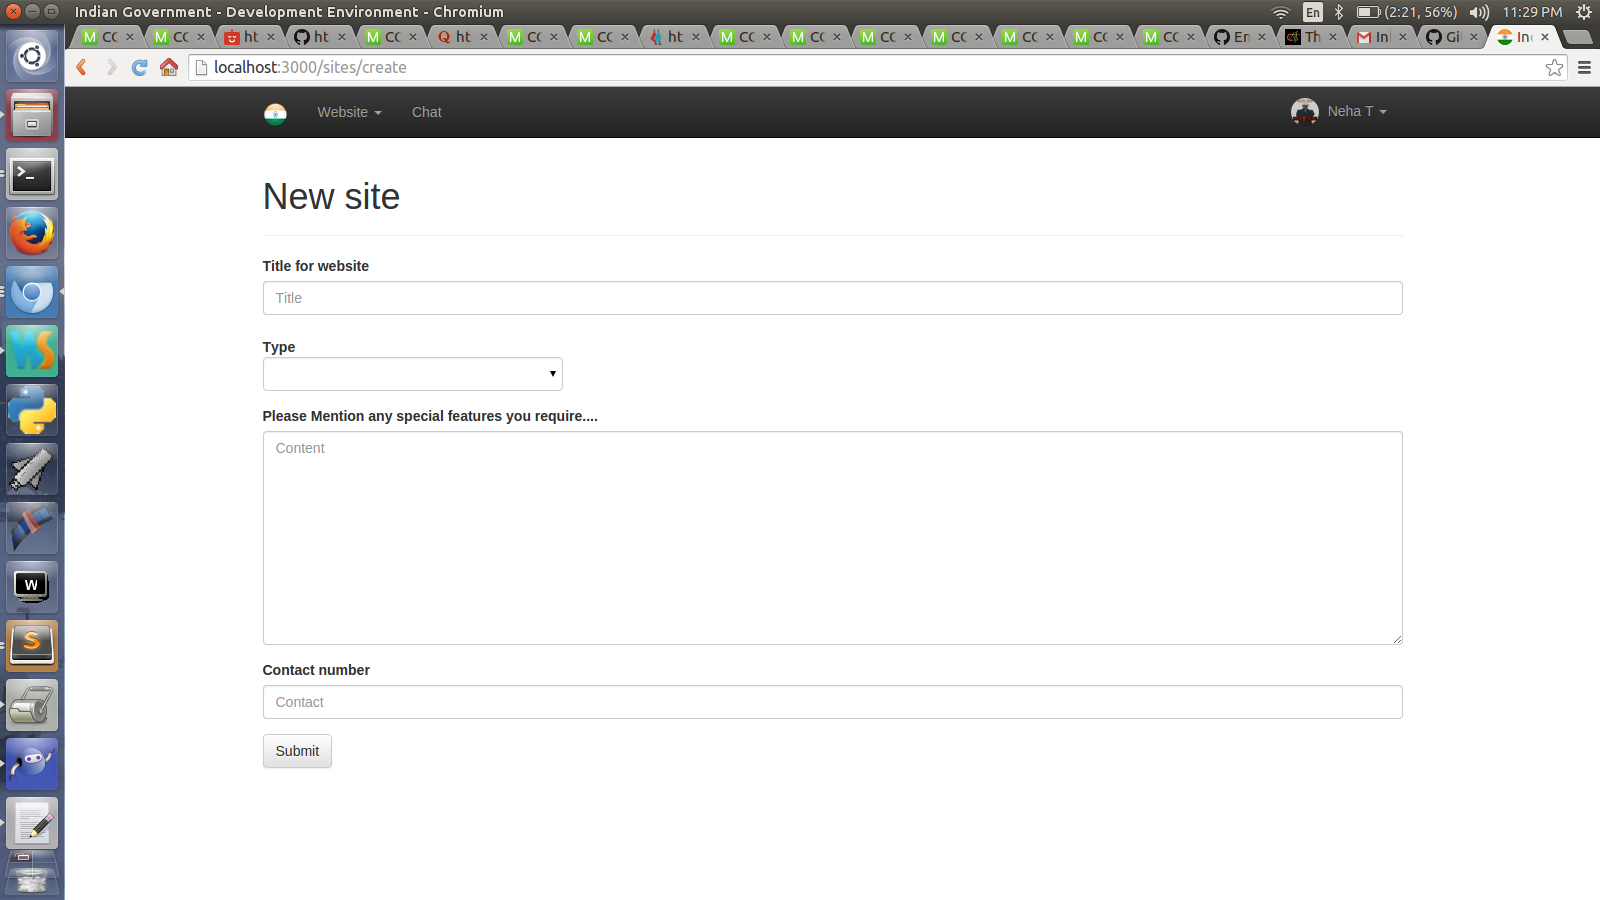 Indian Government - Development Environment - Chromium
En
(2:21, 56%)
11:29 PM
M CC
M CC
ht
ht
M CC
Q ht
M CC
M CC
ht
M CC
M CC
M CC
M CC
M CC
M CC
M CC
En
Th
In
Gi
In
localhost:3000/sites/create
Website
Chat
Neha T
New site
Title for website
Title
Type
Please Mention any special features you require....
Content
Contact number
Contact
Submit
>_
WS
W
S